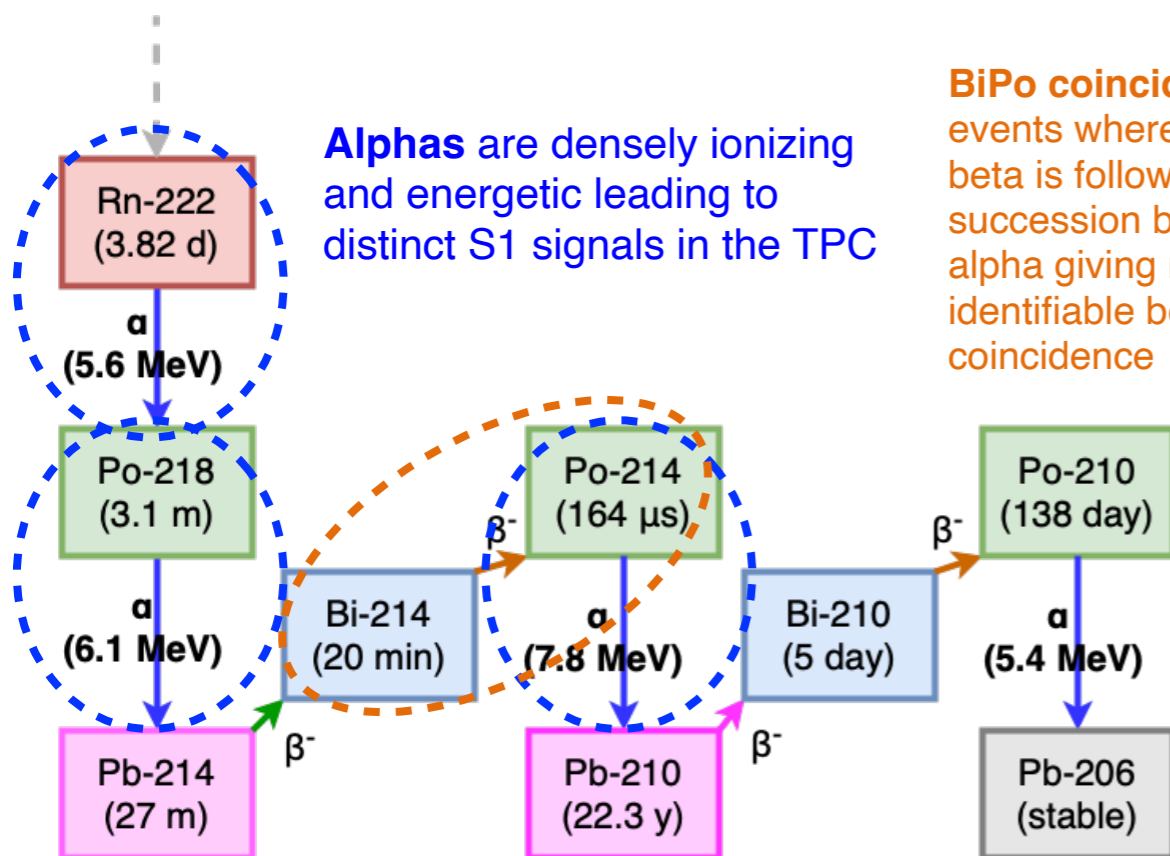 Alphas are densely ionizing
and energetic leading to
distinct S1 signals in the TPC
BiPo
events where
beta is
succession
alpha giving
identifiable
coincidence
Rn-222
(3.82 d)
α
(5.6 MeV)
Po-218
(3.1 m)
α
(6.1 MeV)
Pb-214
(27 m)
β-
Bi-214
(20 min)
β-
Po-214
(164 μs)
α
(7.8 MeV)
Pb-210
(22.3 y)
β-
Bi-210
(5 day)
β-
Po-210
(138 day)
α
(5.4 MeV)
Pb-206
(stable)